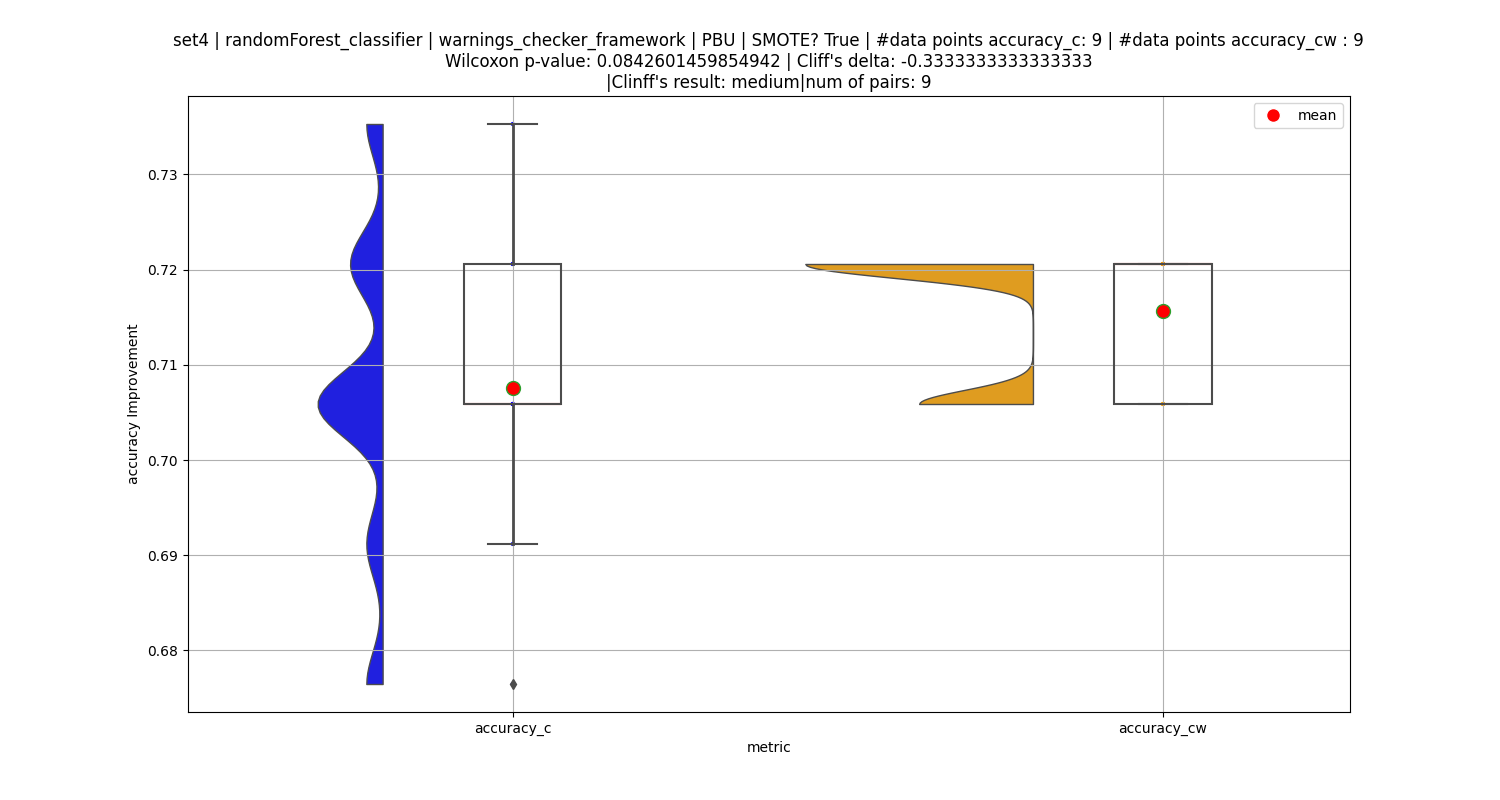 set4 | randomForest_classifier | warnings_checker_framework | PBU | SMOTE? True | #data points accuracy_c: 9 | #data points accuracy_cw : 9
Wilcoxon p-value: 0.0842601459854942 | Cliff's delta: -0.3333333333333333
|Clinff's result: medium|num of pairs: 9
mean
0.73
0.72
0.71
0.70
0.69
0.68
accuracy Improvement
accuracy_c
accuracy_cw
metric